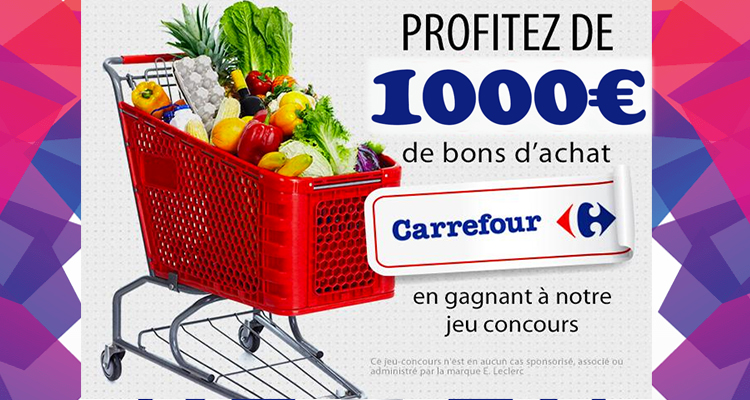 PROFITEZ DE
1000€
de bons d'achat
Carrefour
en gagnant à notre
jeu concours
Ce jeu-concours n'est en aucun cas sponsorisé, associé ou
administré par la marque E. Leclerc